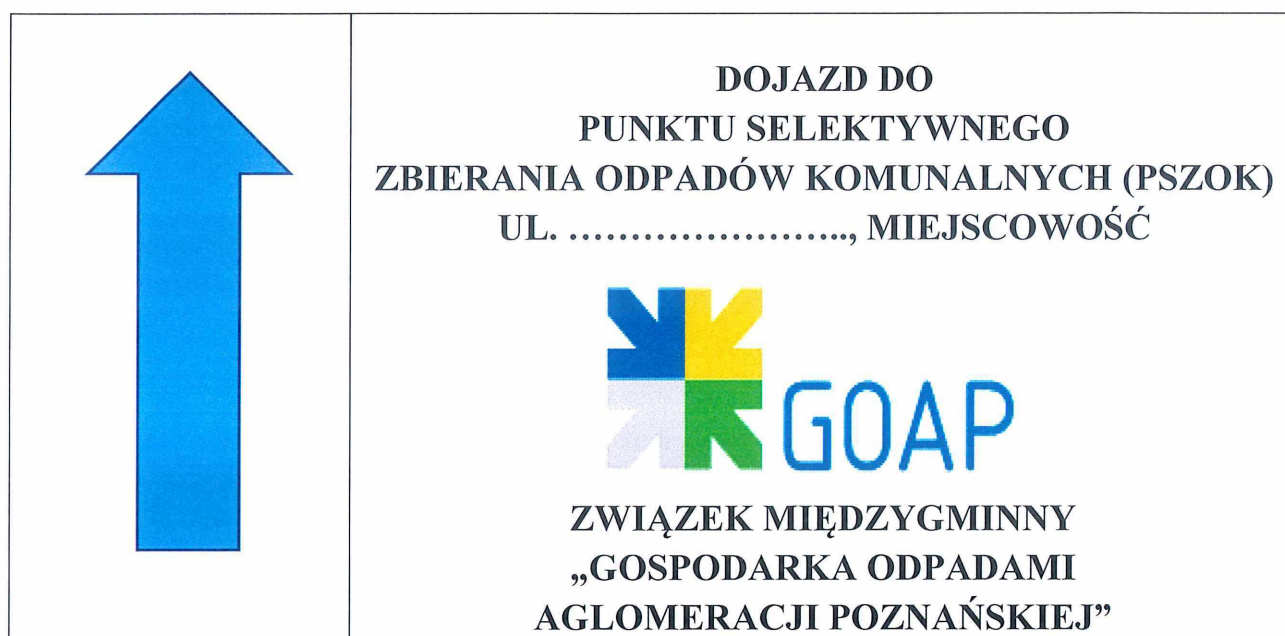 DOJAZD DO
PUNKTU SELEKTYWNEGO
ZBIERANIA ODPADÓW KOMUNALNYCH (PSZOK)
UL. ………………….., MIEJSCOWOŚĆ
GOAP
ZWIĄZEK MIĘDZYGMINNY
„GOSPODARKA ODPADAMI
AGLOMERACJI POZNAŃSKIEJ”